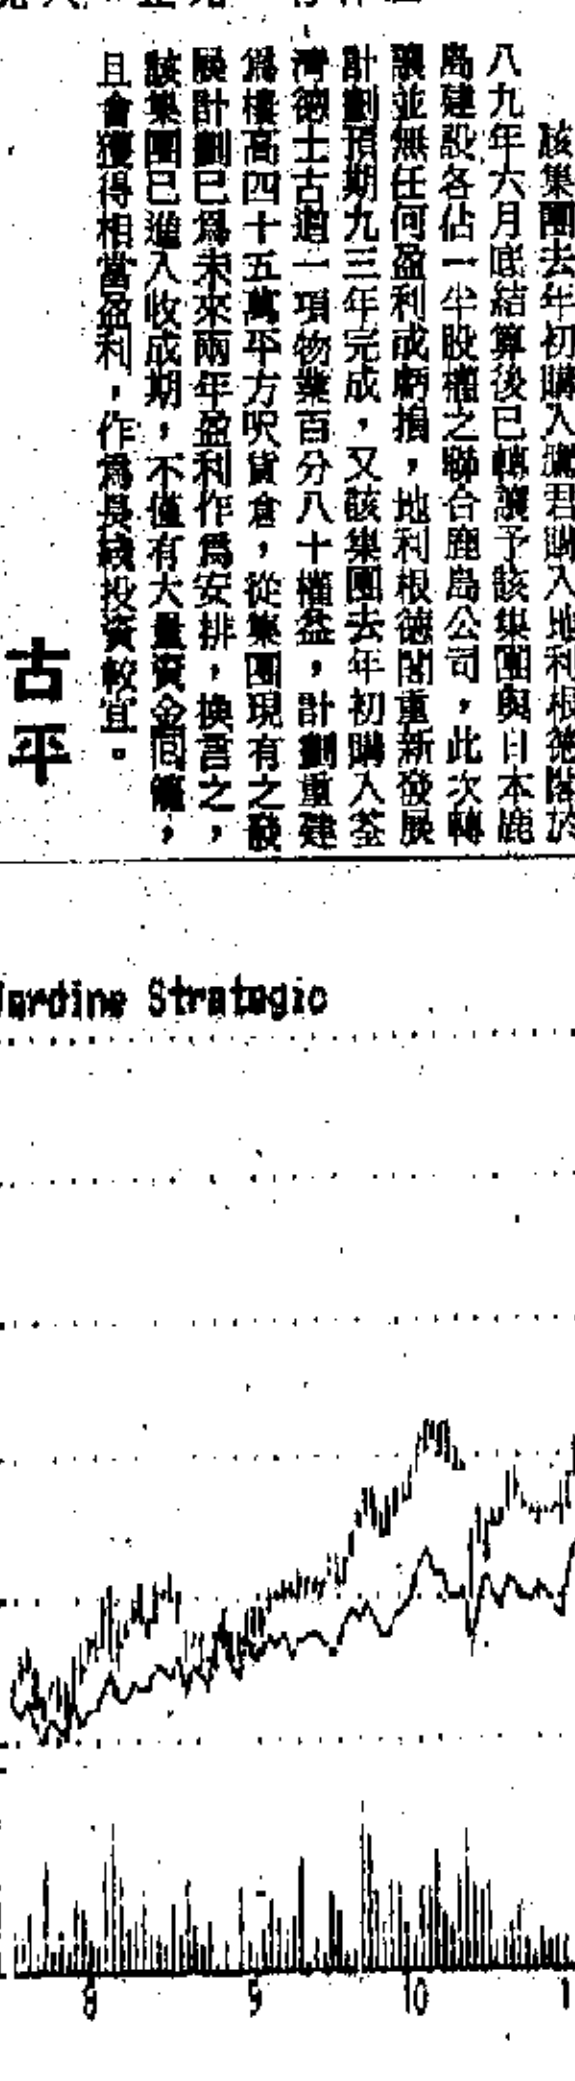 該集團去年初購入鷹君購入地利根德閣於
八九年六月底結算後已轉讓予該集團與日本鹿
島建設各佔一半股權之聯合鹿島公司，此次轉
讓並無任何盈利或虧損，地利根德閣重新發展
計劃預期九三年完成，又該集團去年初購入荃
灣德士古道一項物業百分八十權益，計劃重建
為樓高四十五萬平方呎貨倉，從集團現有之發
展計劃已為未來兩年盈利作為安排，換言之，
該集團已進入收成期，不僅有大量資金回籠，
且會獲得相當盈利，作為長綫投資較宜。
古平
Jardine Strategic
8 9 10 1